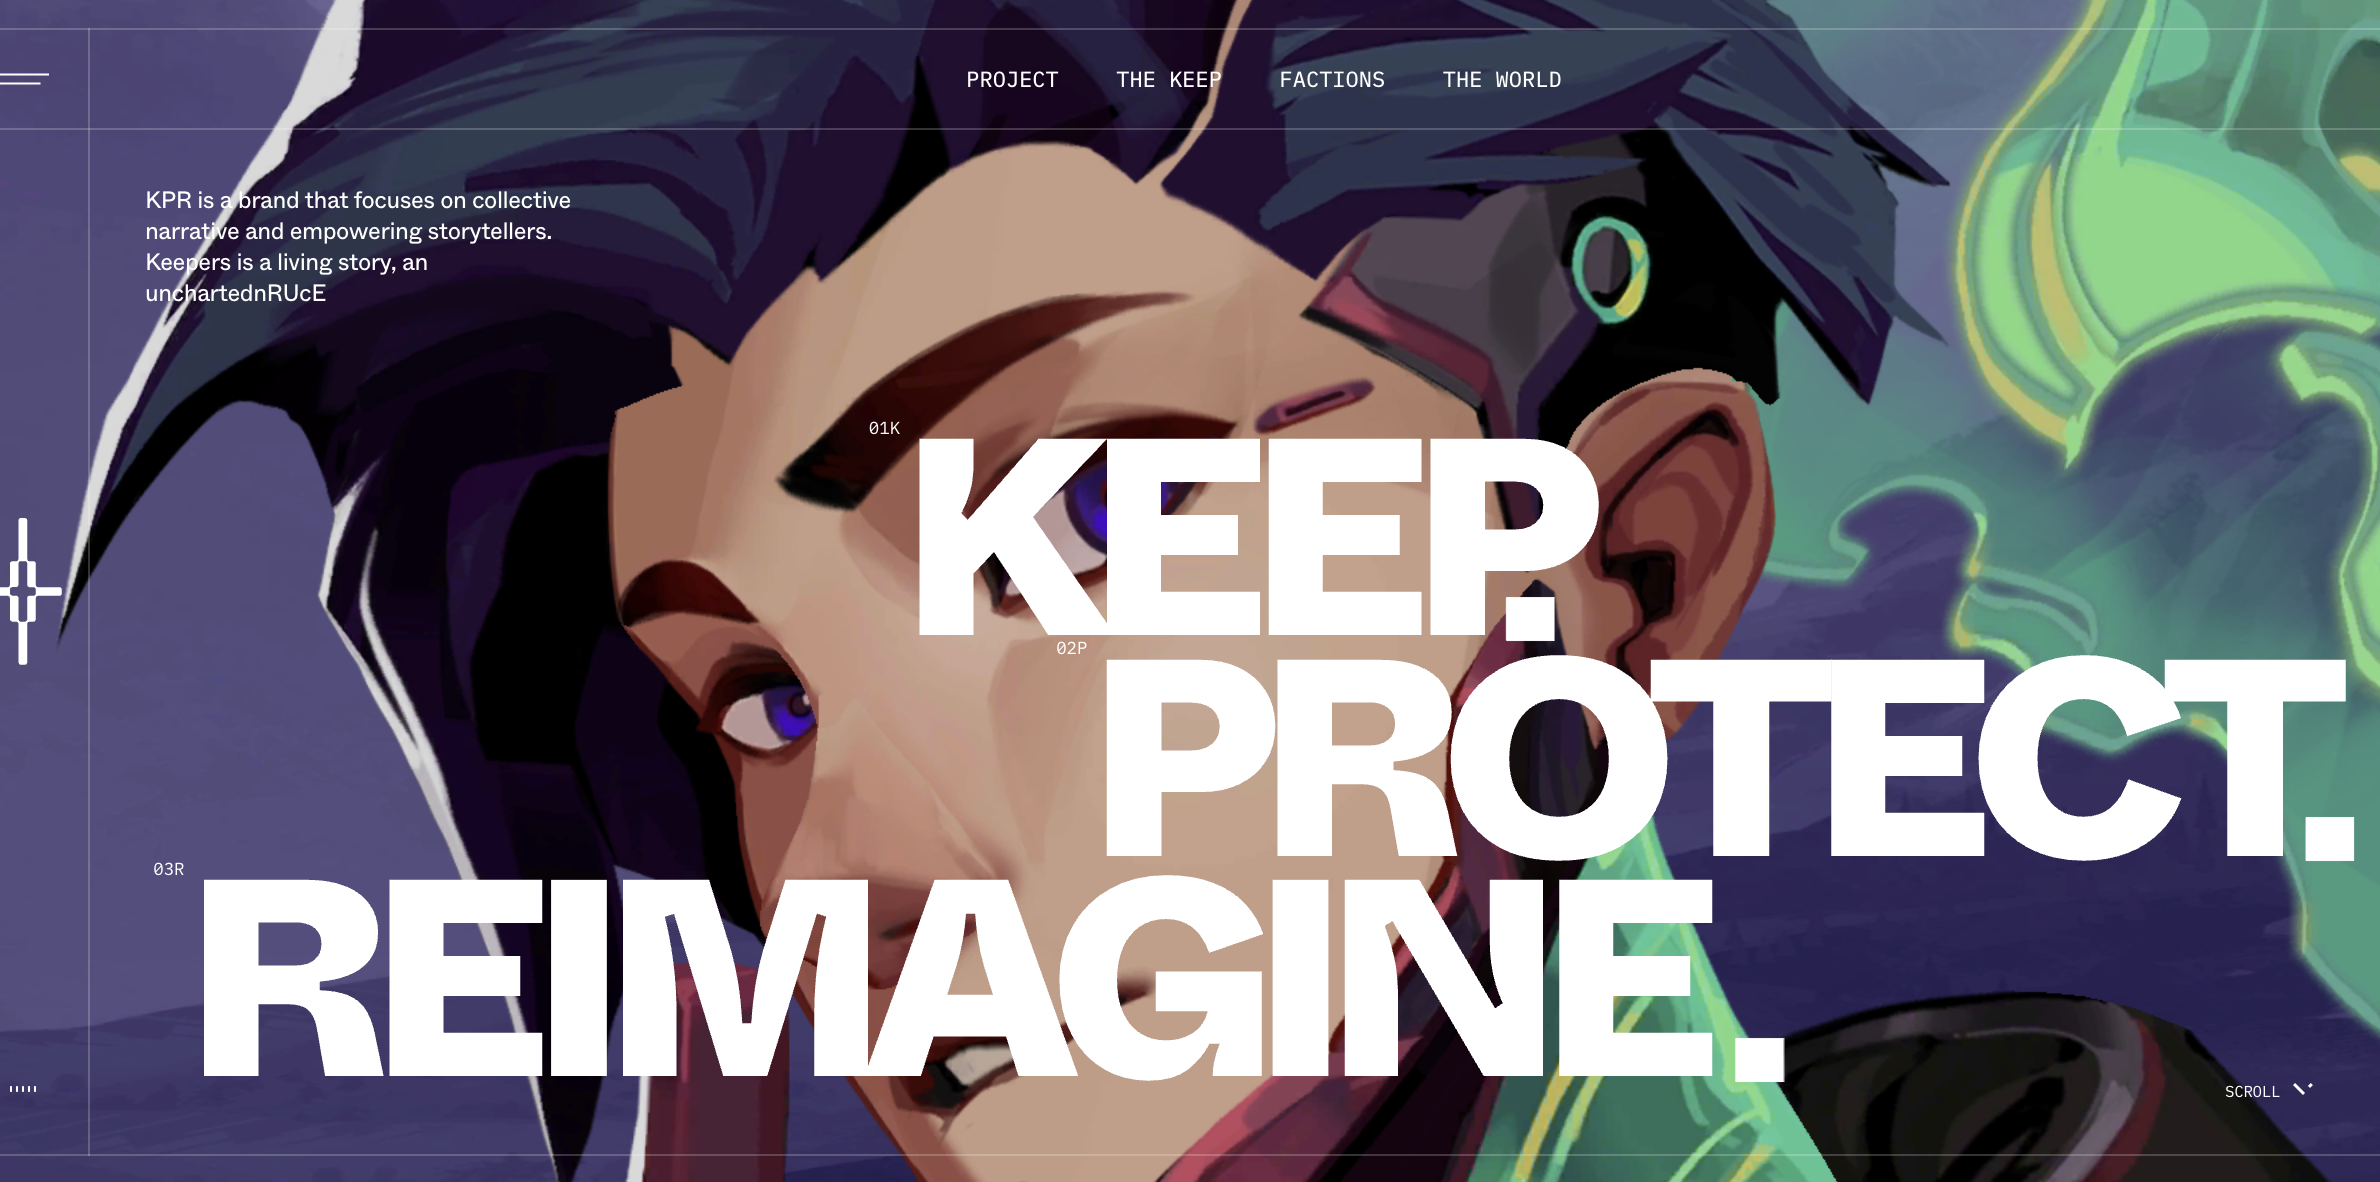 PROJECT THE KEEP FACTIONS THE WORLD
KPR is a brand that focuses on collective
narrative and empowering storytellers.
Keepers is a living story, an
unchartednRUcE
01K
KEEP.
02P
PROTECT.
03R
REIMAGINE.
SCROLL